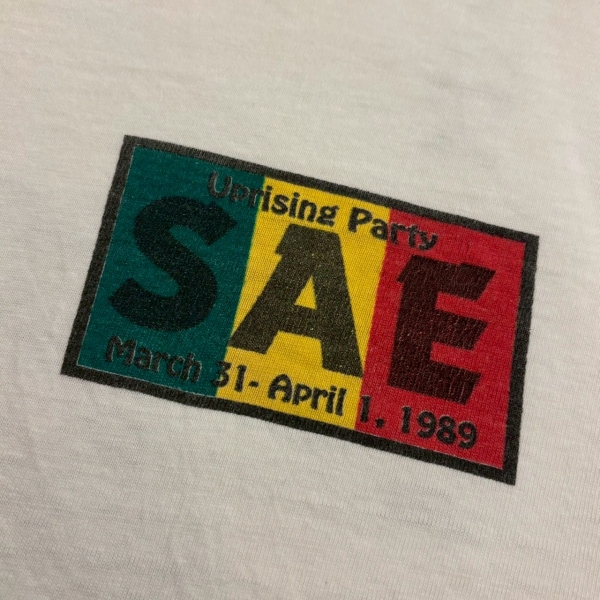 Uprising Party
SAE
March 31- April 1, 1989